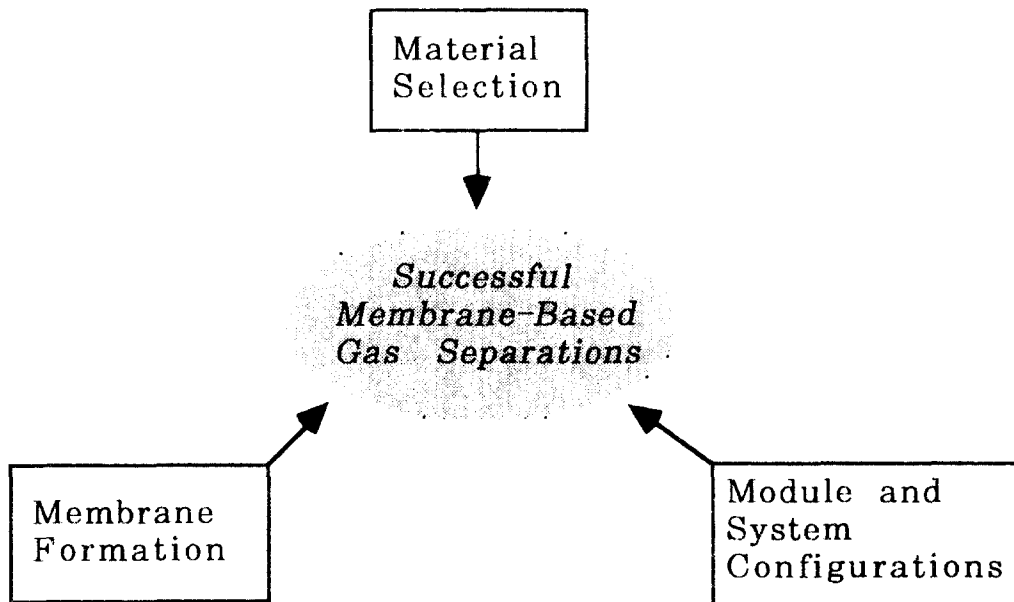 Material
Selection
Successful
Membrane-Based
Gas Separations
Membrane
Formation
Module and
System
Configurations